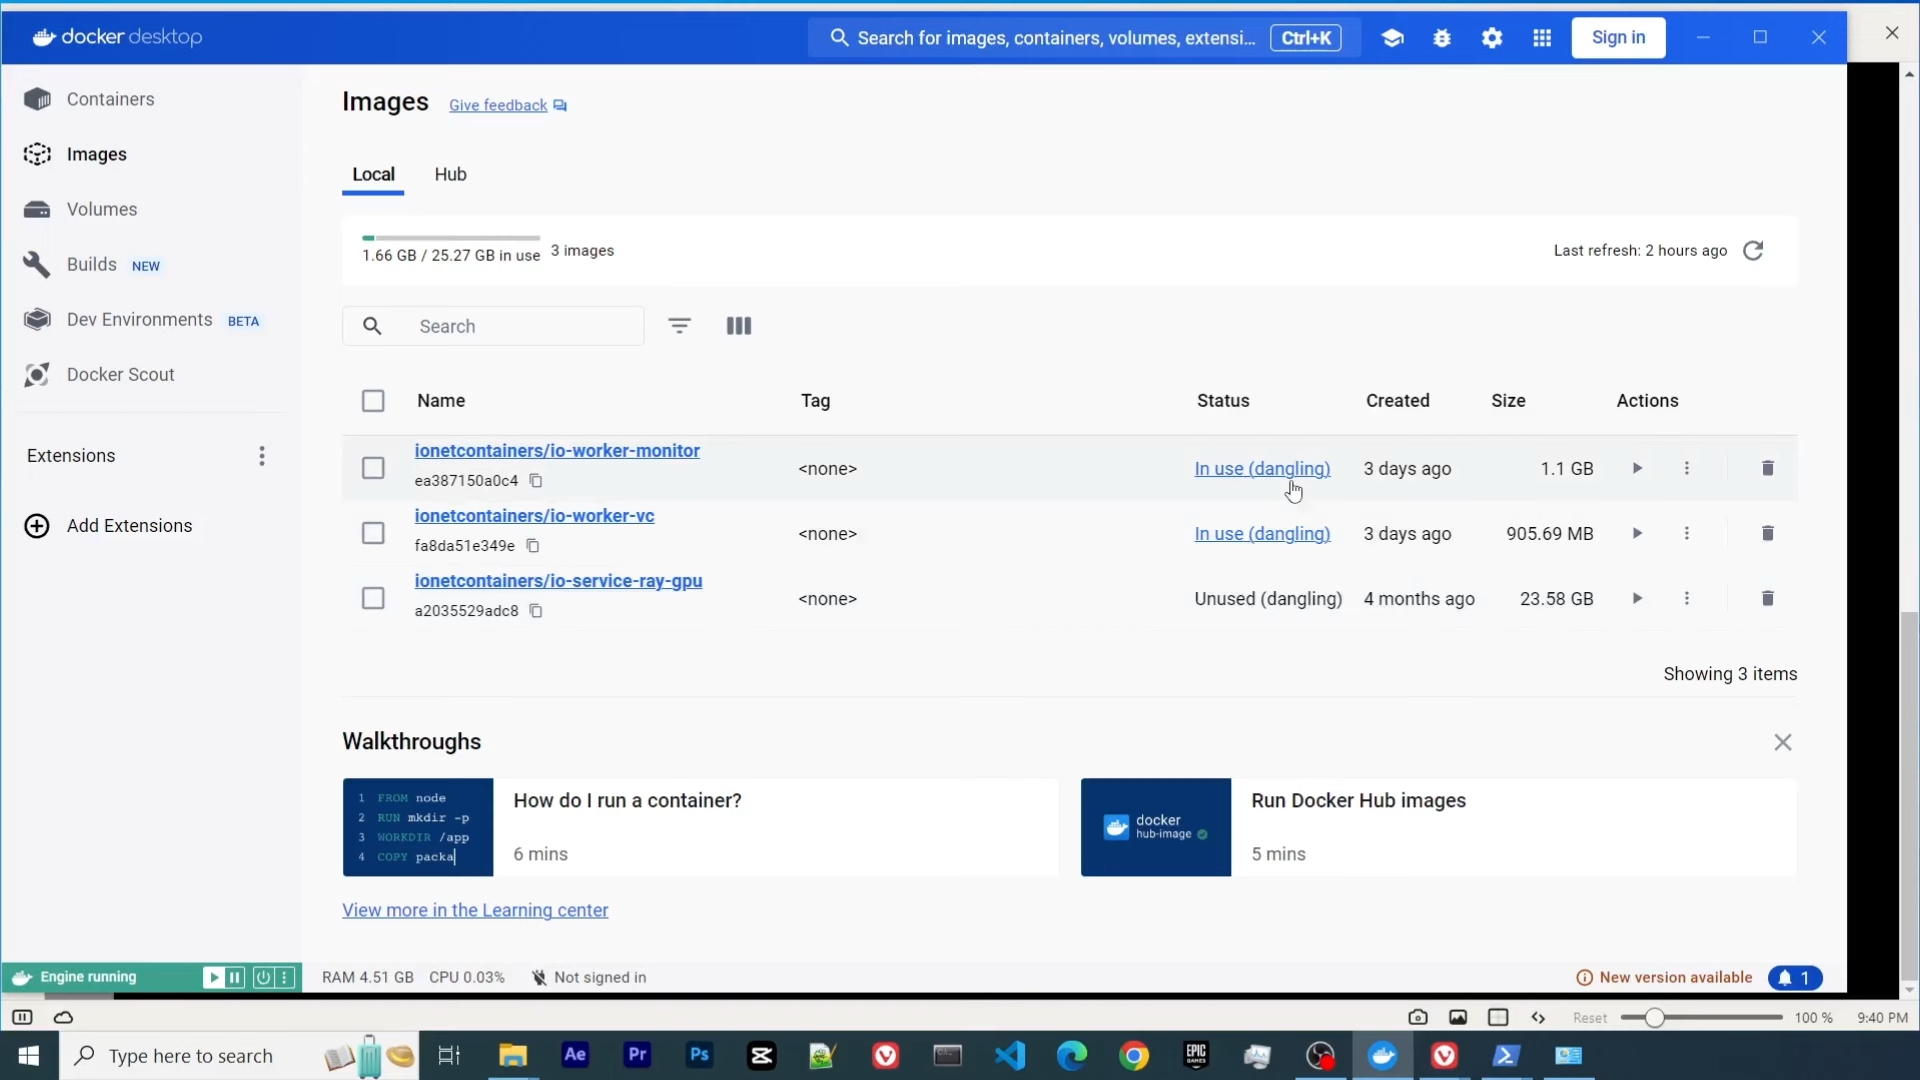 docker desktop
Search for images, containers, volumes, extensi... Ctrl+K
Sign in
Containers
Images
Volumes
Builds NEW
Dev Environments BETA
Docker Scout
Extensions
Add Extensions
Images Give feedback
Local Hub
1.66 GB / 25.27 GB in use 3 images
Last refresh: 2 hours ago
Search
Name Tag Status Created Size Actions
ionetcontainers/io-worker-monitor
ea387150a0c4
<none> In use (dangling) 3 days ago 1.1 GB
ionetcontainers/io-worker-vc
fa8da51e349e
<none> In use (dangling) 3 days ago 905.69 MB
ionetcontainers/io-service-ray-gpu
a2035529adc8
<none> Unused (dangling) 4 months ago 23.58 GB
Showing 3 items
Walkthroughs
1 FROM node
2 RUN mkdir -p
3 WORKDIR /app
4 COPY packa
How do I run a container?
6 mins
docker
hub-image
Run Docker Hub images
5 mins
View more in the Learning center
Engine running
RAM 4.51 GB CPU 0.03% Not signed in
New version available 1
Reset 100 % 9:40 PM
Type here to search
Ae Pr Ps
EPIC
GAMES